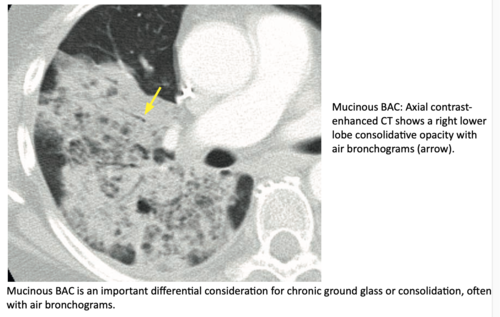 Mucinous BAC: Axial contrast-
enhanced CT shows a right lower
lobe consolidative opacity with
air bronchograms (arrow).
Mucinous BAC is an important differential consideration for chronic ground glass or consolidation, often
with air bronchograms.